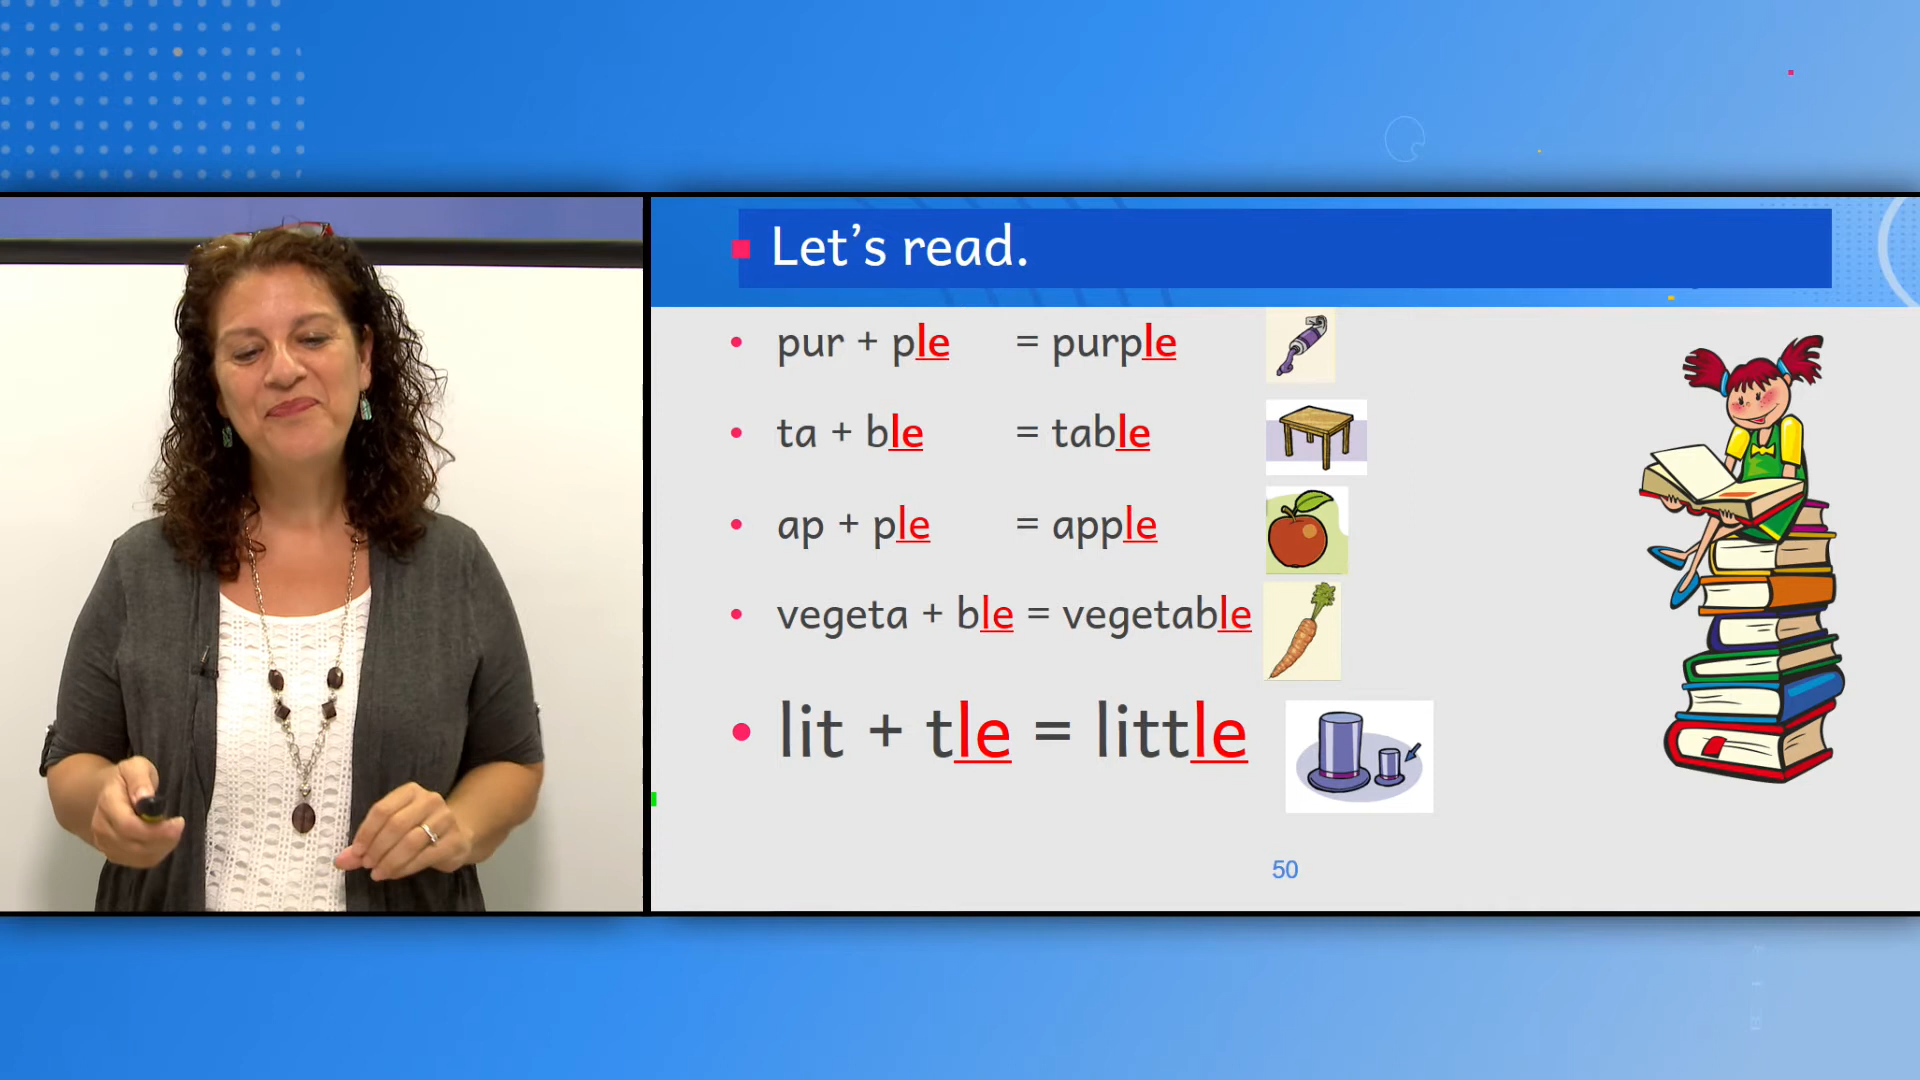 Let's read.
pur + ple = purple
ta + ble = table
ap + ple = apple
vegeta + ble = vegetable
lit + tle = little
50